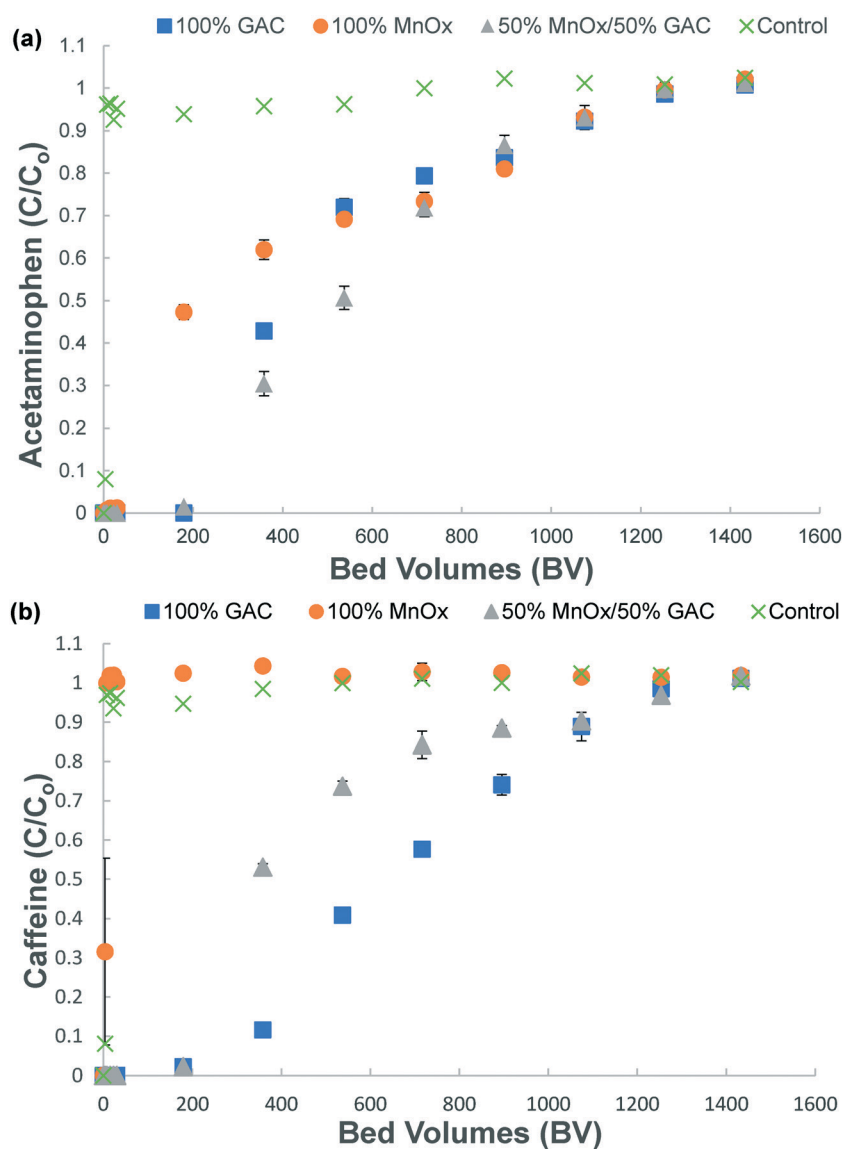 (a)
100% GAC 100% MnOx 50% MnOx/50% GAC Control
1.1
1
0.9
0.8
0.7
0.6
0.5
0.4
0.3
0.2
0.1
0
Acetaminophen (C/Co)
0 200 400 600 800 1000 1200 1400 1600
Bed Volumes (BV)
(b)
100% GAC 100% MnOx 50% MnOx/50% GAC Control
1.1
1
0.9
0.8
0.7
0.6
0.5
0.4
0.3
0.2
0.1
0
Caffeine (C/Co)
0 200 400 600 800 1000 1200 1400 1600
Bed Volumes (BV)